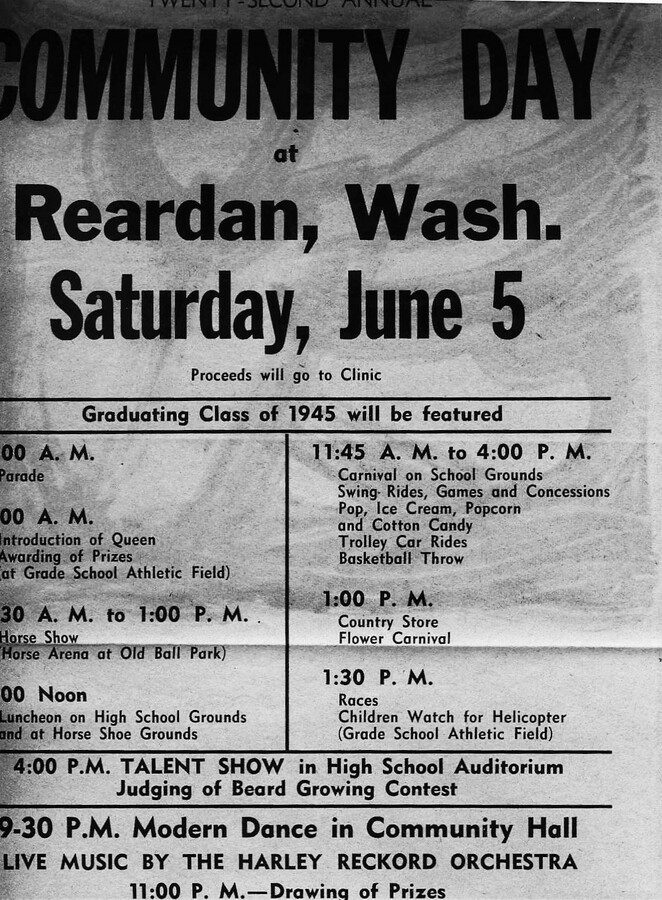 TWENTY-SECOND ANNUAL
COMMUNITY DAY
at
Reardan, Wash.
Saturday, June 5
Proceeds will go to Clinic
Graduating Class of 1945 will be featured
00 A. M.
Parade
00 A. M.
Introduction of Queen
Awarding of Prizes
(at Grade School Athletic Field)
30 A. M. to 1:00 P. M.
Horse Show
(Horse Arena at Old Ball Park)
00 Noon
Luncheon on High School Grounds
and at Horse Shoe Grounds
11:45 A. M. to 4:00 P. M.
Carnival on School Grounds
Swing Rides, Games and Concessions
Pop, Ice Cream, Popcorn
and Cotton Candy
Trolley Car Rides
Basketball Throw
1:00 P. M.
Country Store
Flower Carnival
1:30 P. M.
Races
Children Watch for Helicopter
(Grade School Athletic Field)
4:00 P.M. TALENT SHOW in High School Auditorium
Judging of Beard Growing Contest
9-30 P.M. Modern Dance in Community Hall
LIVE MUSIC BY THE HARLEY RECKORD ORCHESTRA
11:00 P. M.—Drawing of Prizes